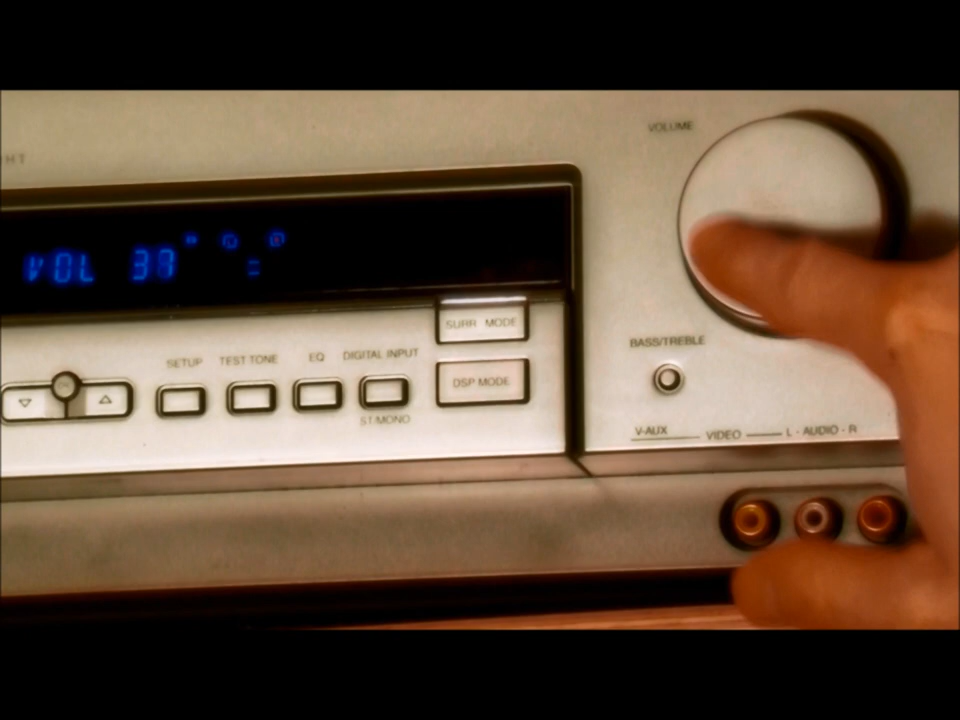 VOLUME
HT
VOL 37
SURR MODE
BASS/TREBLE
SETUP TEST TONE EQ DIGITAL INPUT
DSP MODE
ST/MONO
V-AUX VIDEO L - AUDIO - R